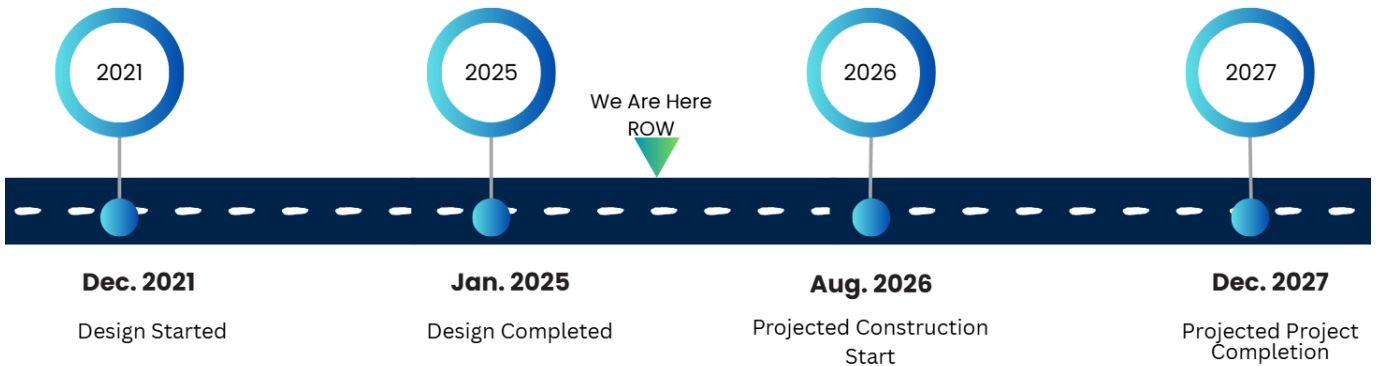 2021
2025
2026
2027
We Are Here
ROW
Dec. 2021
Jan. 2025
Aug. 2026
Dec. 2027
Design Started
Design Completed
Projected Construction
Start
Projected Project
Completion